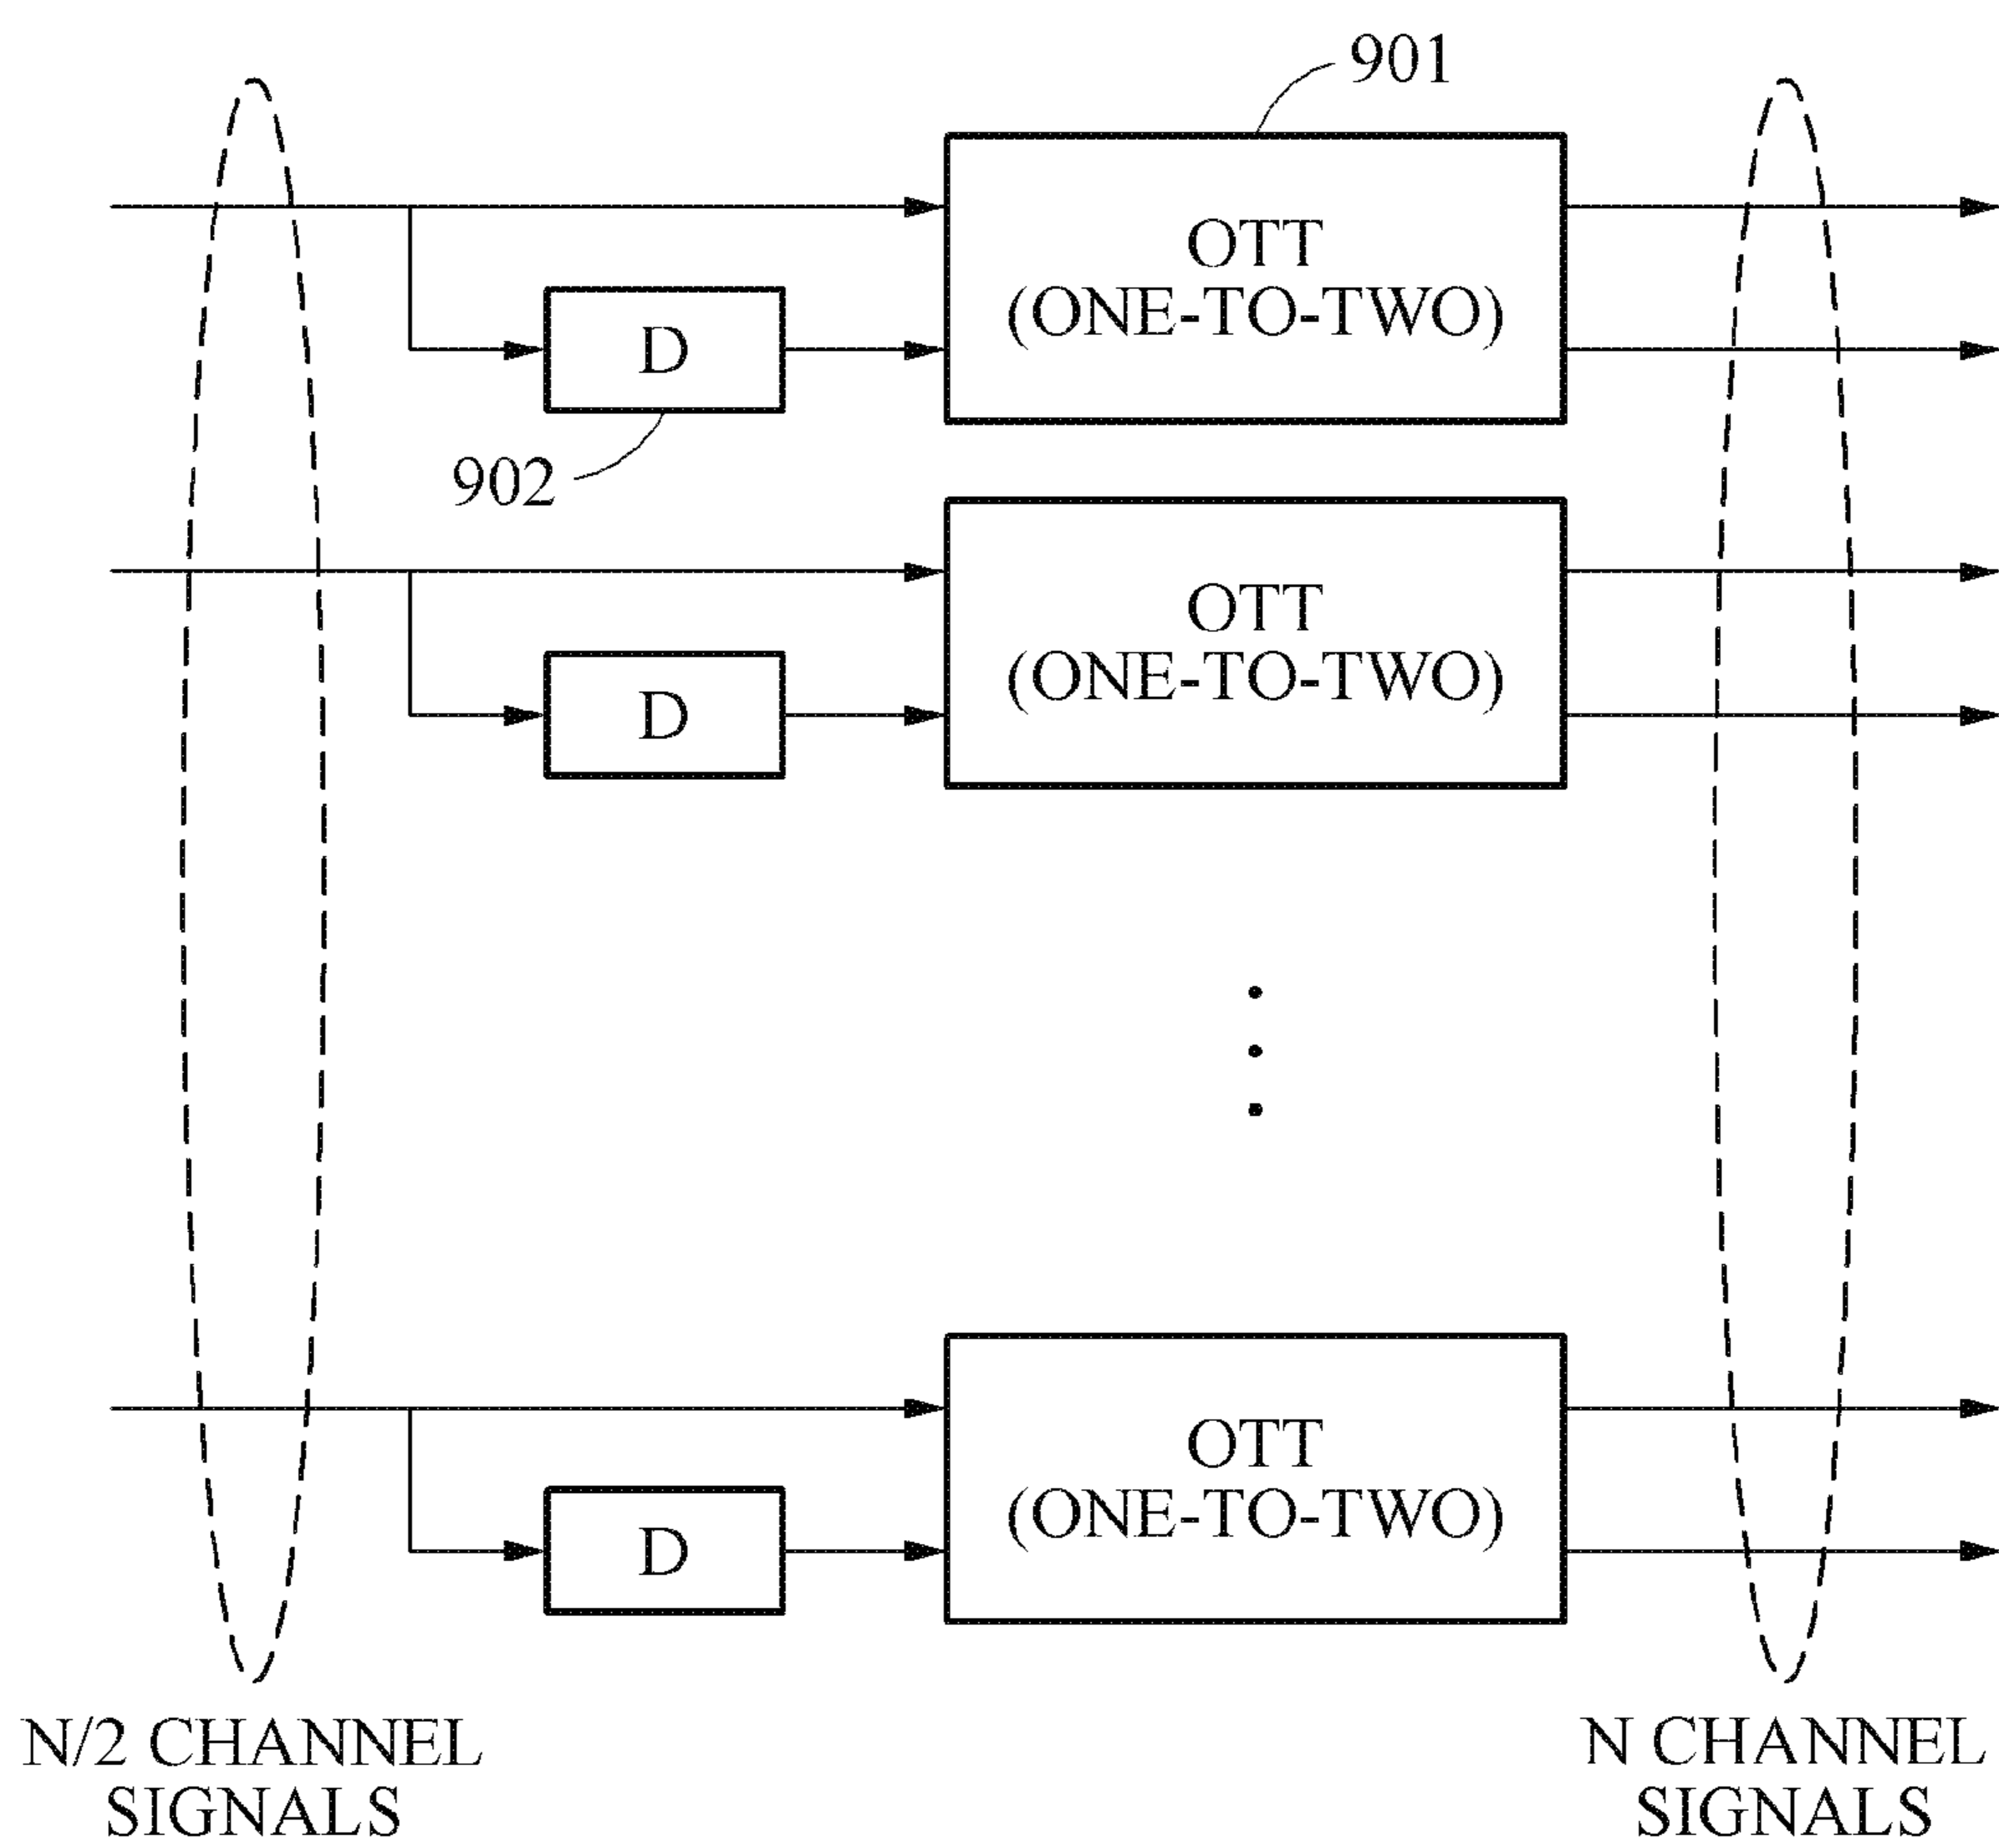 901
OTT
(ONE-TO-TWO)
D
902
OTT
(ONE-TO-TWO)
D
OTT
(ONE-TO-TWO)
D
N/2 CHANNEL
SIGNALS
N CHANNEL
SIGNALS